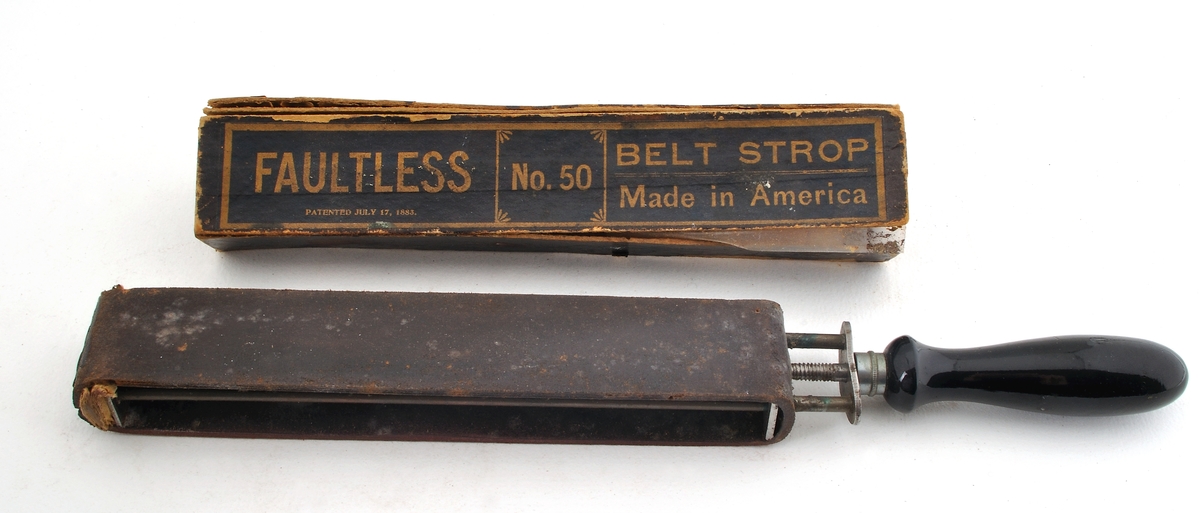 FAULTLESS
PATENTED JULY 17, 1883.
No. 50
BELT STROP
Made in America